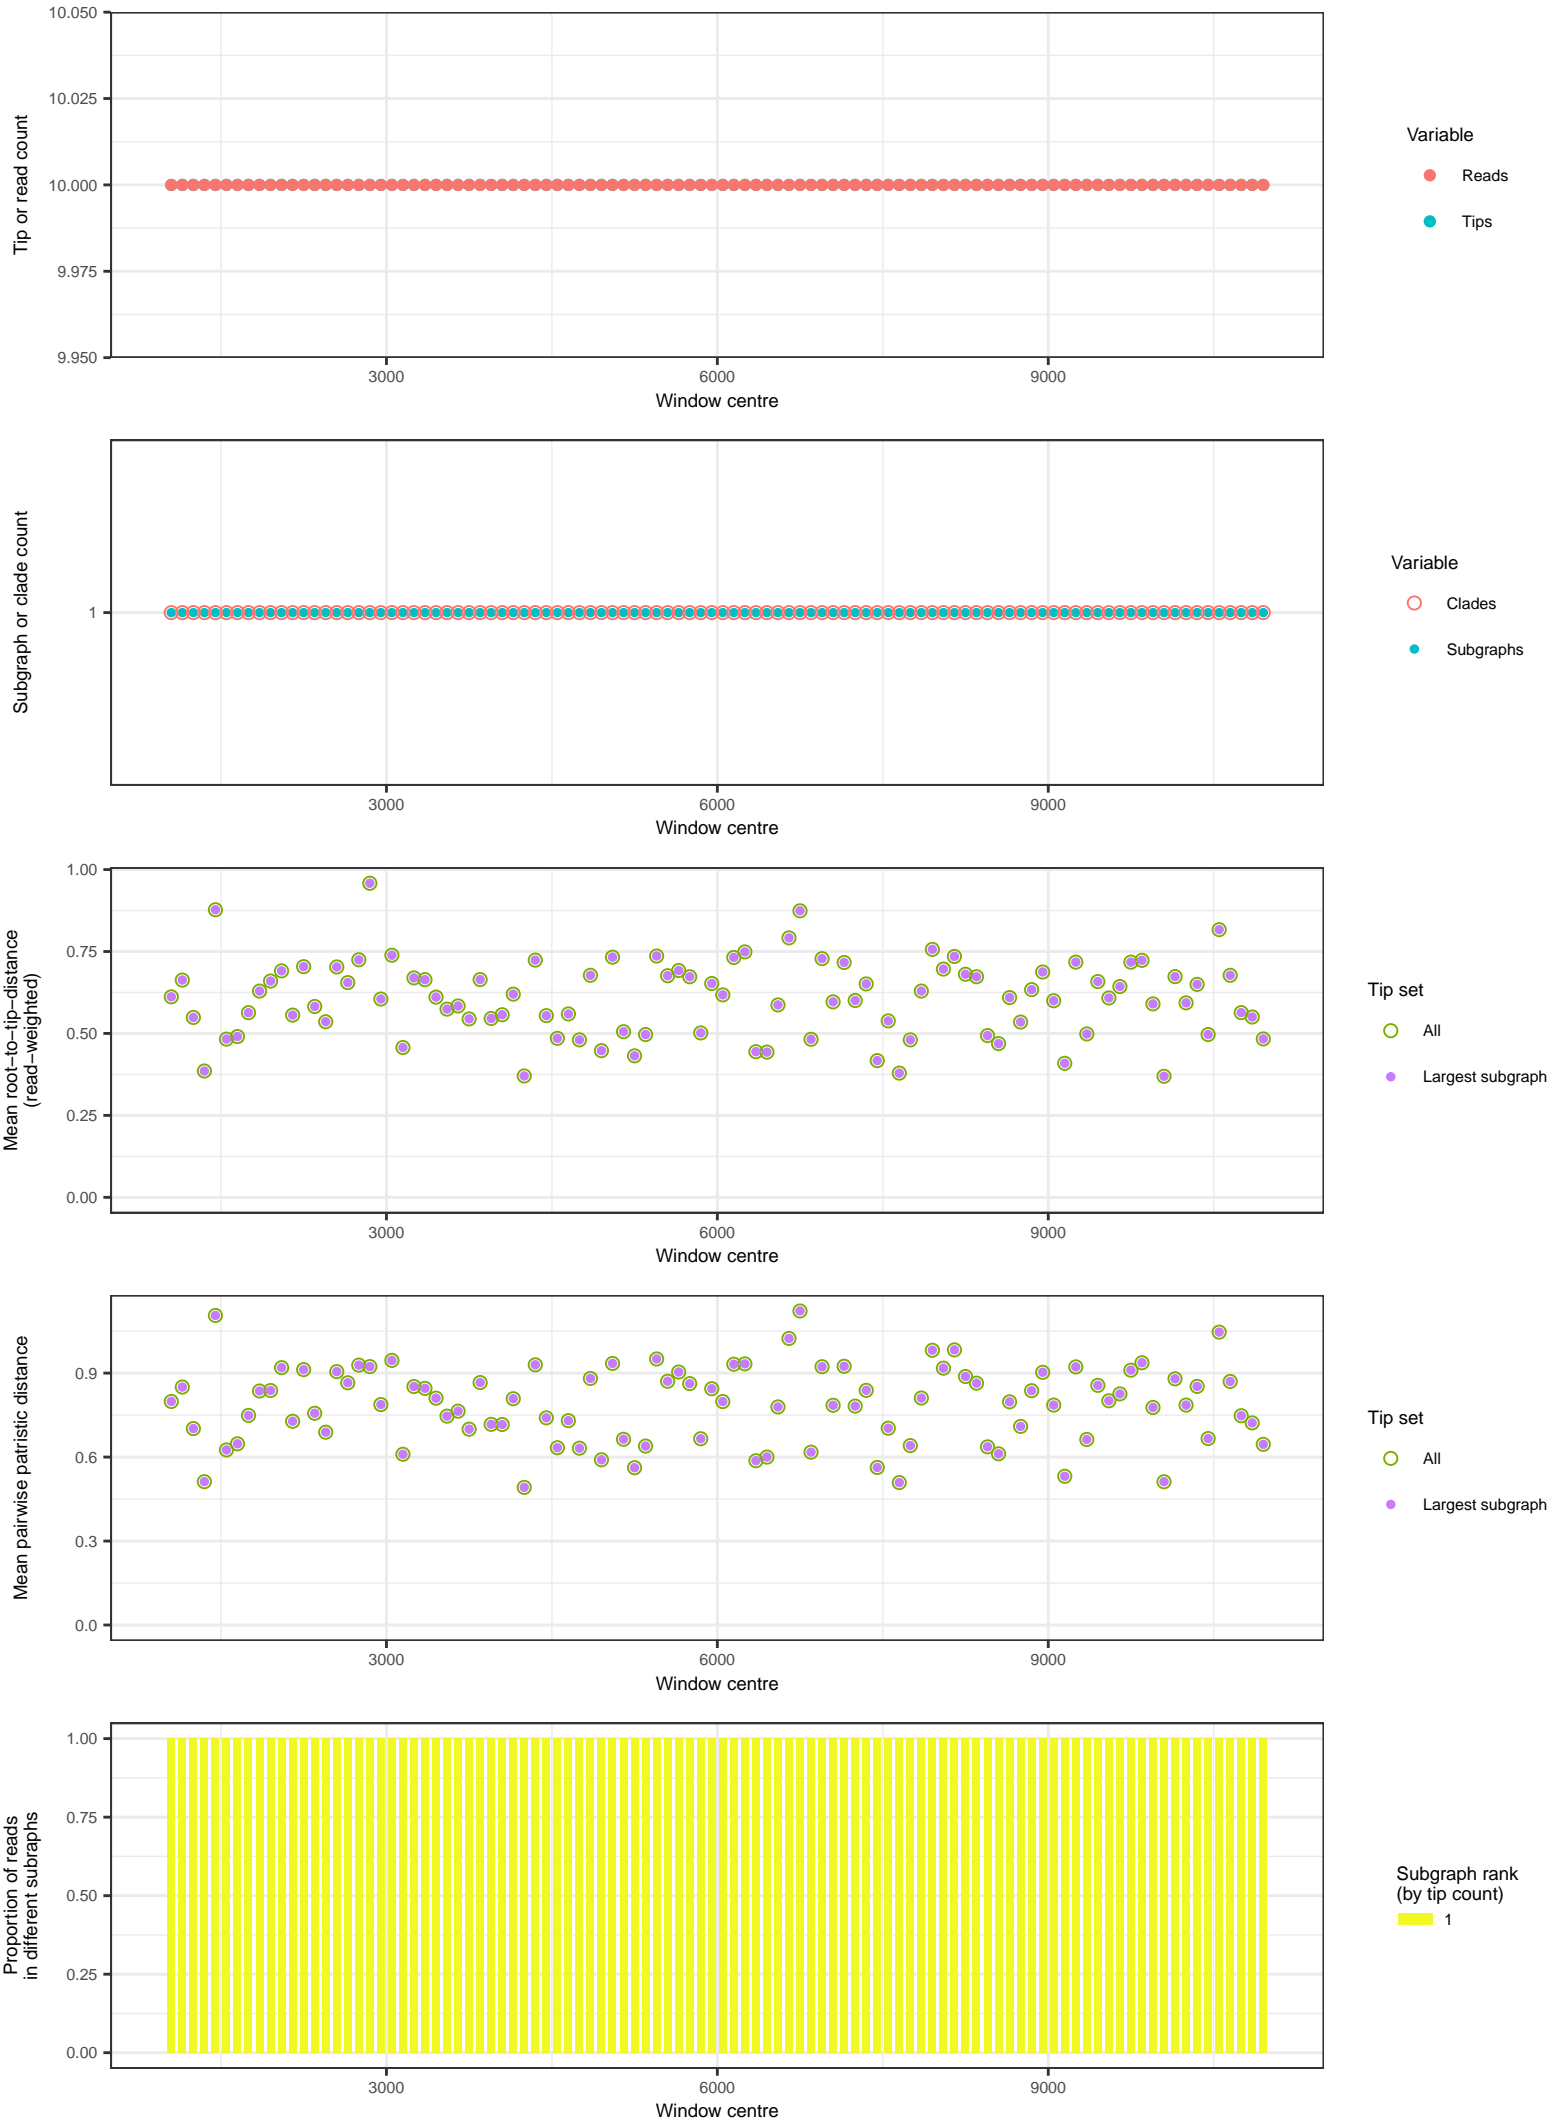 10.050
10.025
10.000
9.975
9.950
Tip or read count
3000
6000
9000
Window centre
Variable
Reads
Tips
1
Subgraph or clade count
3000
6000
9000
Window centre
Variable
Clades
Subgraphs
1.00
0.75
0.50
0.25
0.00
Mean root−to−tip−distance
(read−weighted)
3000
6000
9000
Window centre
Tip set
All
Largest subgraph
0.9
0.6
0.3
0.0
Mean pairwise patristic distance
3000
6000
9000
Window centre
Tip set
All
Largest subgraph
1.00
0.75
0.50
0.25
0.00
Proportion of reads
in different subraphs
3000
6000
9000
Window centre
Subgraph rank
(by tip count)
1